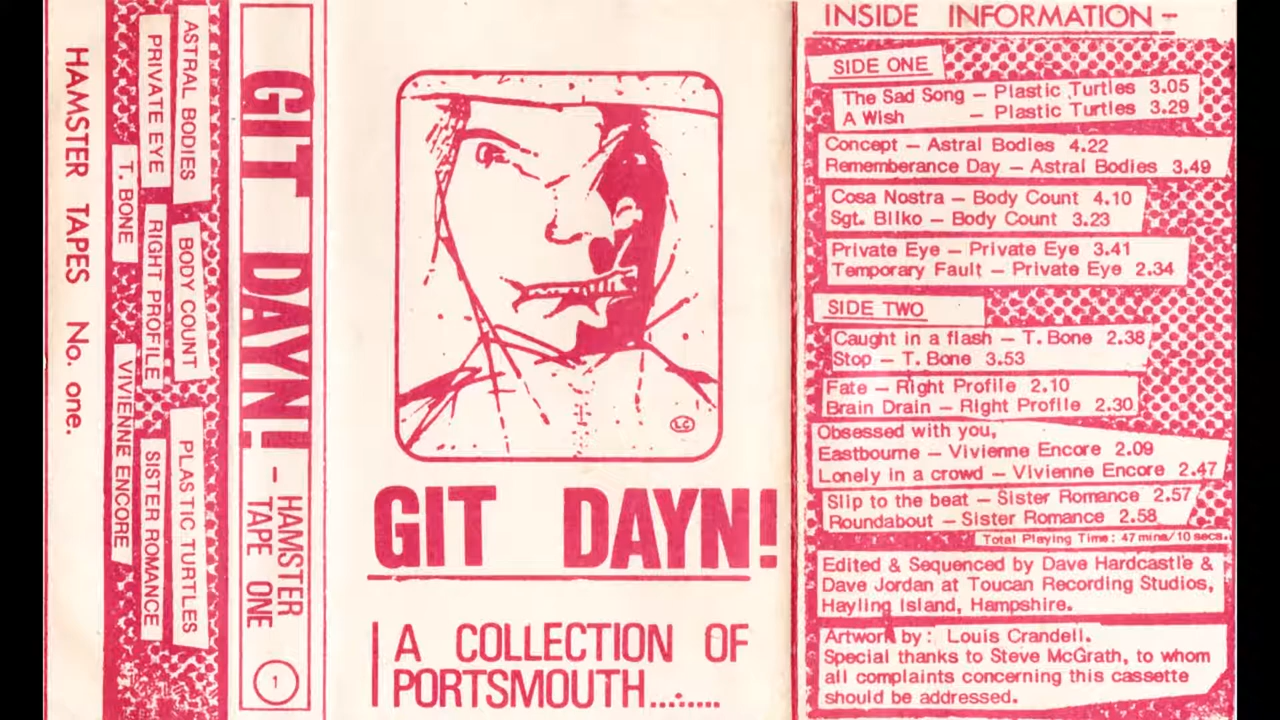 HAMSTER TAPES No. one.
ASTRAL BODIES
BODY COUNT
PLASTIC TURTLES
PRIVATE EYE
RIGHT PROFILE
SISTER ROMANCE
T. BONE
VIVIENNE ENCORE
GIT DAYN! - HAMSTER
TAPE ONE
1
LC
GIT DAYN!
A COLLECTION OF
PORTSMOUTH.........
INSIDE INFORMATION -
SIDE ONE
The Sad Song - Plastic Turtles 3.05
A Wish - Plastic Turtles 3.29
Concept - Astral Bodies 4.22
Rememberance Day - Astral Bodies 3.49
Cosa Nostra - Body Count 4.10
Sgt. Bilko - Body Count 3.23
Private Eye - Private Eye 3.41
Temporary Fault - Private Eye 2.34
SIDE TWO
Caught in a flash - T. Bone 2.38
Stop - T. Bone 3.53
Fate - Right Profile 2.10
Brain Drain - Right Profile 2.30
Obsessed with you,
Eastbourne - Vivienne Encore 2.09
Lonely in a crowd - Vivienne Encore 2.47
Slip to the beat - Sister Romance 2.57
Roundabout - Sister Romance 2.58
Total Playing Time: 47 mins/10 secs.
Edited & Sequenced by Dave Hardcastle &
Dave Jordan at Toucan Recording Studios,
Hayling Island, Hampshire.
Artwork by: Louis Crandell.
Special thanks to Steve McGrath, to whom
all complaints concerning this cassette
should be addressed.